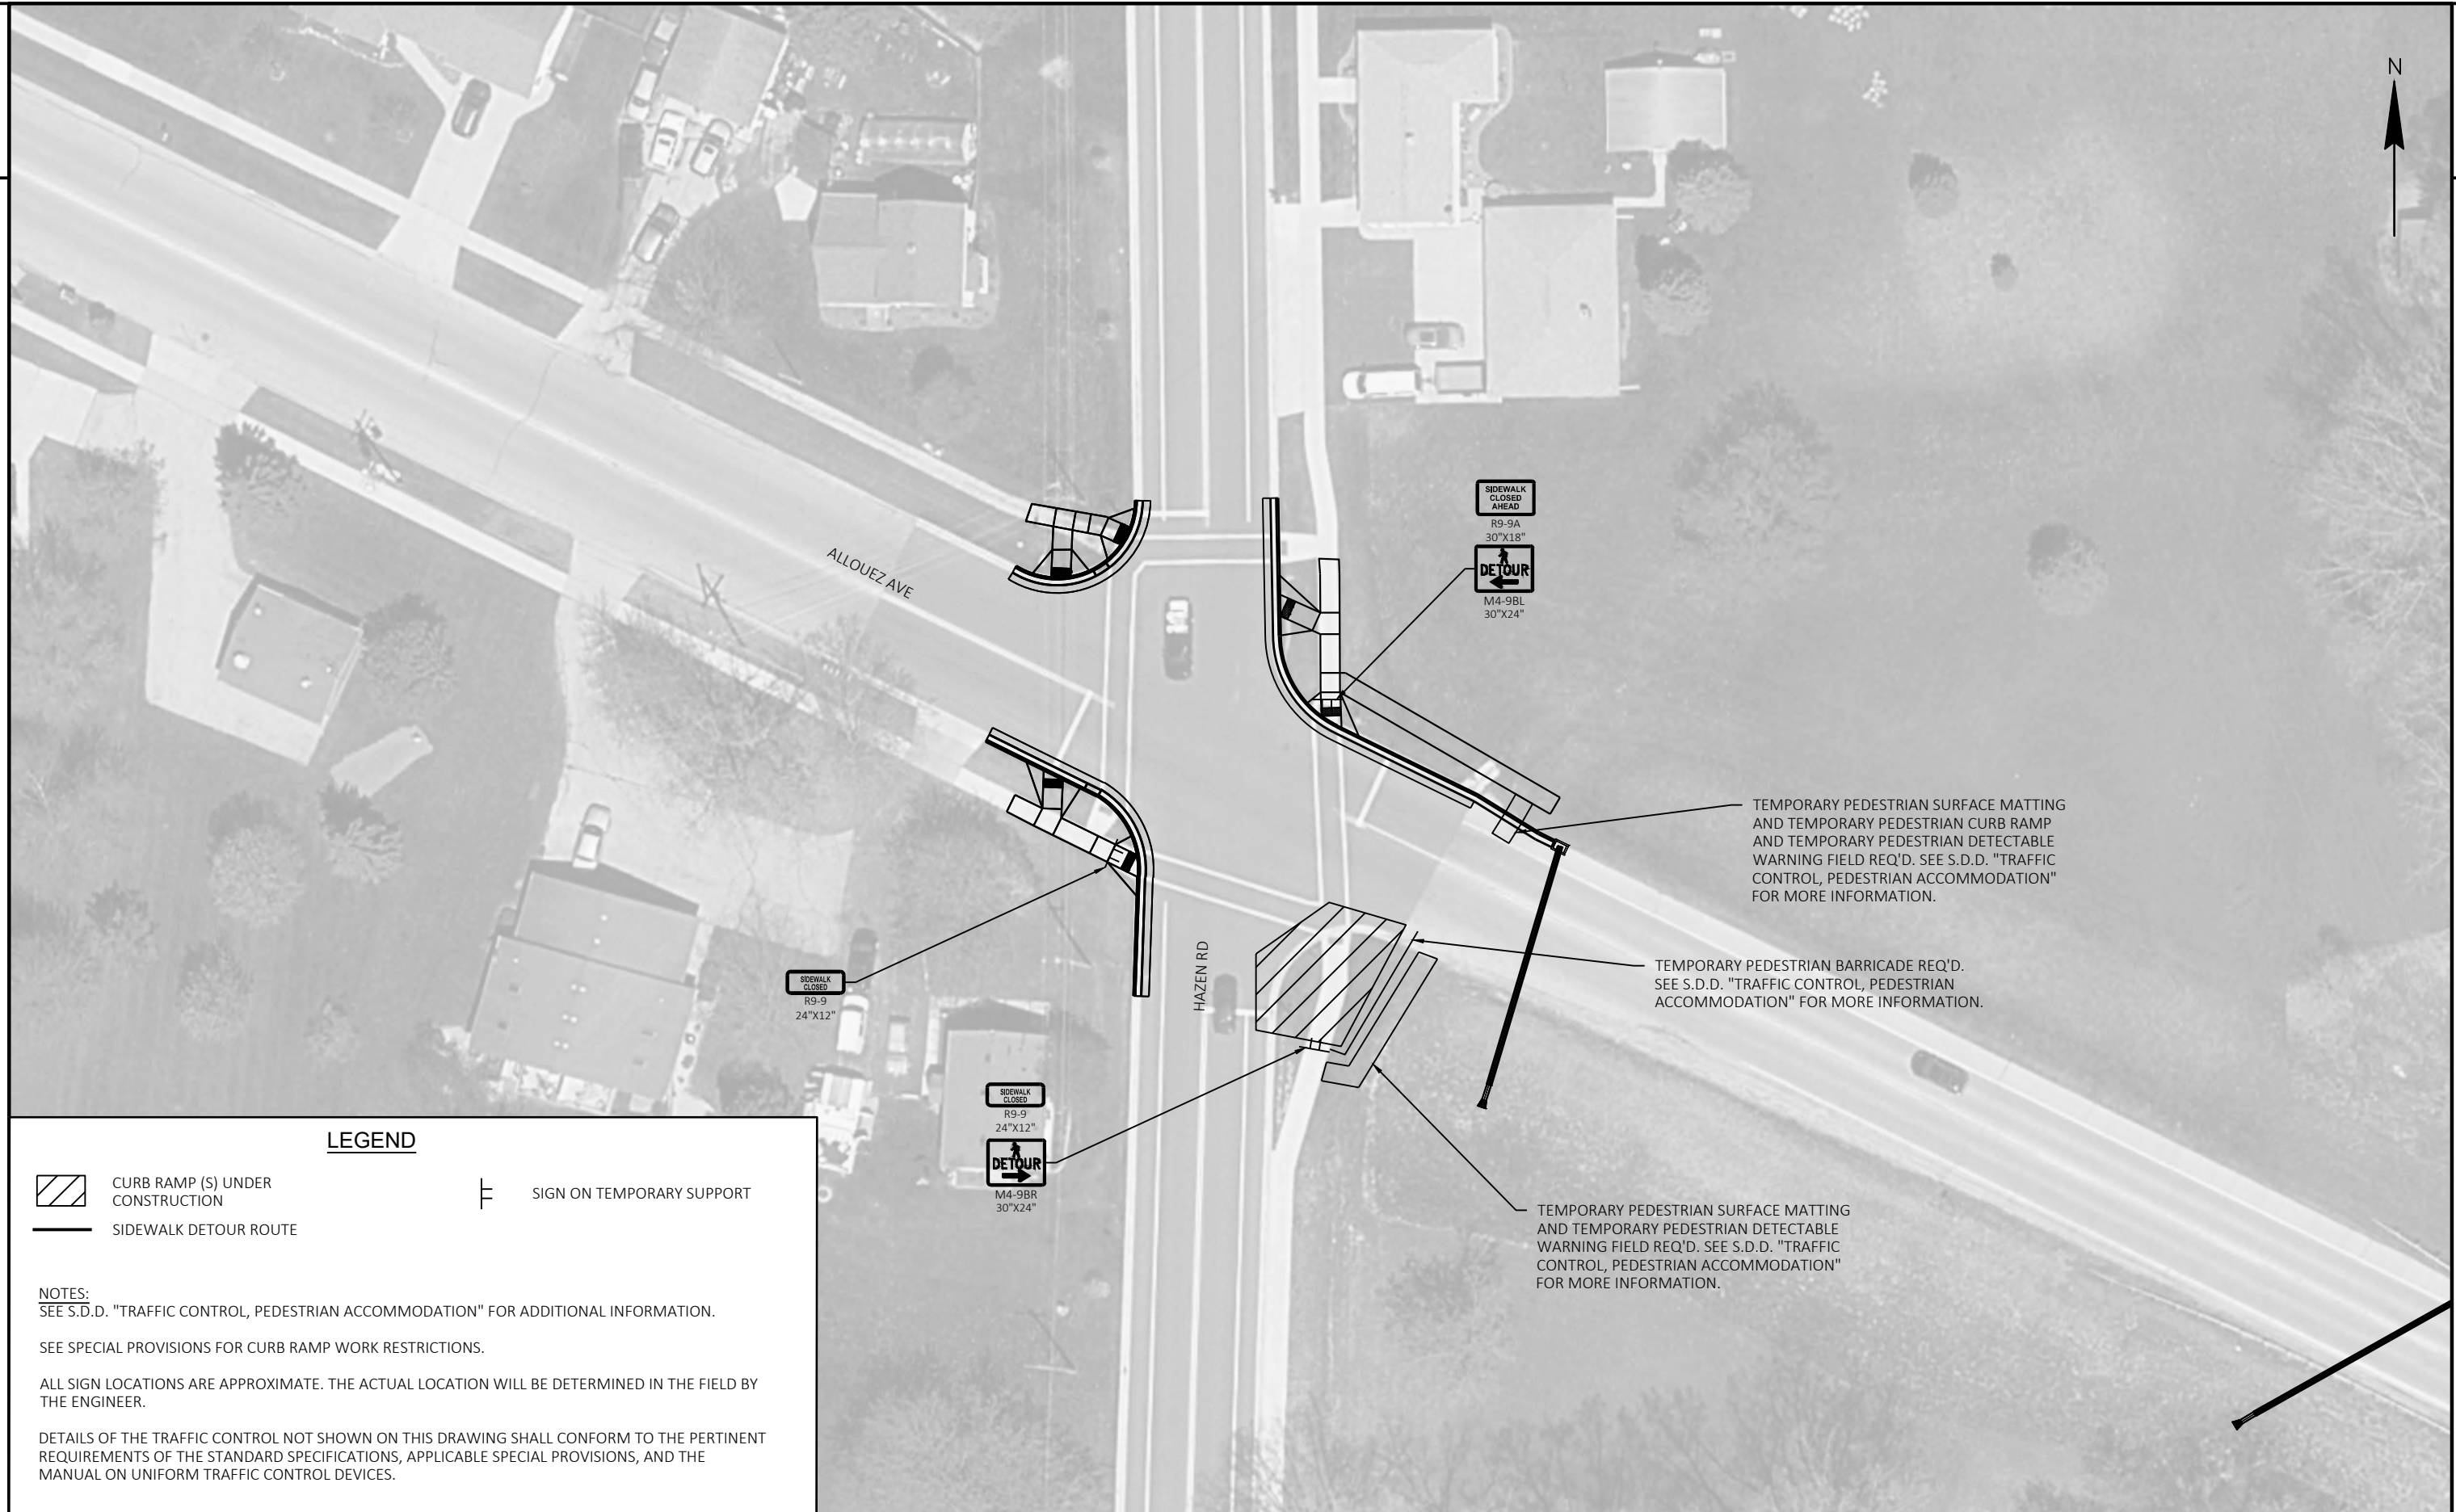 N
SIDEWALK
CLOSED
AHEAD
R9-9A
30"X18"
DETOUR
M4-9BL
30"X24"
ALLOUEZ AVE
TEMPORARY PEDESTRIAN SURFACE MATTING
AND TEMPORARY PEDESTRIAN CURB RAMP
AND TEMPORARY PEDESTRIAN DETECTABLE
WARNING FIELD REQ'D. SEE S.D.D. "TRAFFIC
CONTROL, PEDESTRIAN ACCOMMODATION"
FOR MORE INFORMATION.
HAZEN RD
TEMPORARY PEDESTRIAN BARRICADE REQ'D.
SEE S.D.D. "TRAFFIC CONTROL, PEDESTRIAN
ACCOMMODATION" FOR MORE INFORMATION.
SIDEWALK
CLOSED
R9-9
24"X12"
SIDEWALK
CLOSED
R9-9
24"X12"
DETOUR
M4-9BR
30"X24"
TEMPORARY PEDESTRIAN SURFACE MATTING
AND TEMPORARY PEDESTRIAN DETECTABLE
WARNING FIELD REQ'D. SEE S.D.D. "TRAFFIC
CONTROL, PEDESTRIAN ACCOMMODATION"
FOR MORE INFORMATION.
LEGEND
CURB RAMP (S) UNDER
CONSTRUCTION
SIGN ON TEMPORARY SUPPORT
SIDEWALK DETOUR ROUTE
NOTES:
SEE S.D.D. "TRAFFIC CONTROL, PEDESTRIAN ACCOMMODATION" FOR ADDITIONAL INFORMATION.
SEE SPECIAL PROVISIONS FOR CURB RAMP WORK RESTRICTIONS.
ALL SIGN LOCATIONS ARE APPROXIMATE. THE ACTUAL LOCATION WILL BE DETERMINED IN THE FIELD BY
THE ENGINEER.
DETAILS OF THE TRAFFIC CONTROL NOT SHOWN ON THIS DRAWING SHALL CONFORM TO THE PERTINENT
REQUIREMENTS OF THE STANDARD SPECIFICATIONS, APPLICABLE SPECIAL PROVISIONS, AND THE
MANUAL ON UNIFORM TRAFFIC CONTROL DEVICES.